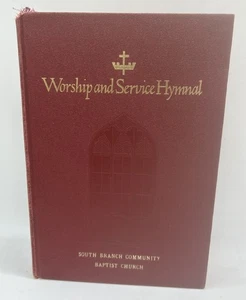 Worship and Service Hymnal
SOUTH BRANCH COMMUNITY
BAPTIST CHURCH